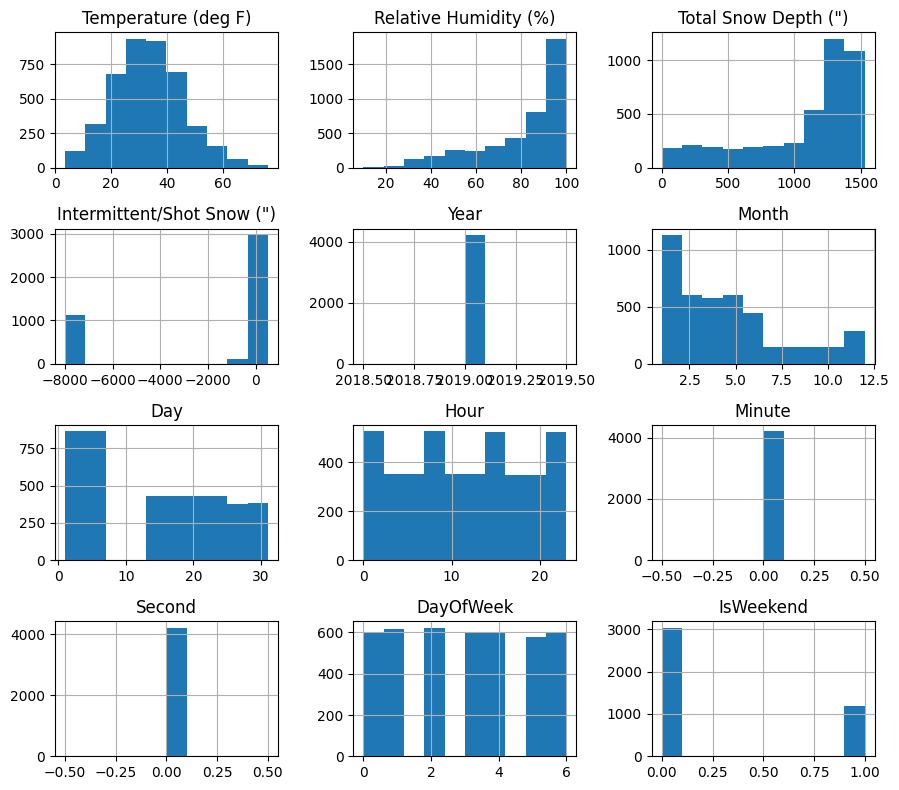 Temperature (deg F) Relative Humidity (%) Total Snow Depth (")
750 500 250 0
0 20 40 60
1500 1000 500 0
20 40 60 80 100
1000 500 0
0 500 1000 1500
Intermittent/Shot Snow (") Year Month
3000 2000 1000 0
−8000 −6000 −4000 −2000 0
4000 2000 0
2018.50 2018.75 2019.00 2019.25 2019.50
1000 500 0
2.5 5.0 7.5 10.0 12.5
Day Hour Minute
750 500 250 0
0 10 20 30
400 200 0
0 10 20
4000 2000 0
−0.50 −0.25 0.00 0.25 0.50
Second DayOfWeek IsWeekend
4000 2000 0
−0.50 −0.25 0.00 0.25 0.50
600 400 200 0
0 2 4 6
3000 2000 1000 0
0.00 0.25 0.50 0.75 1.00